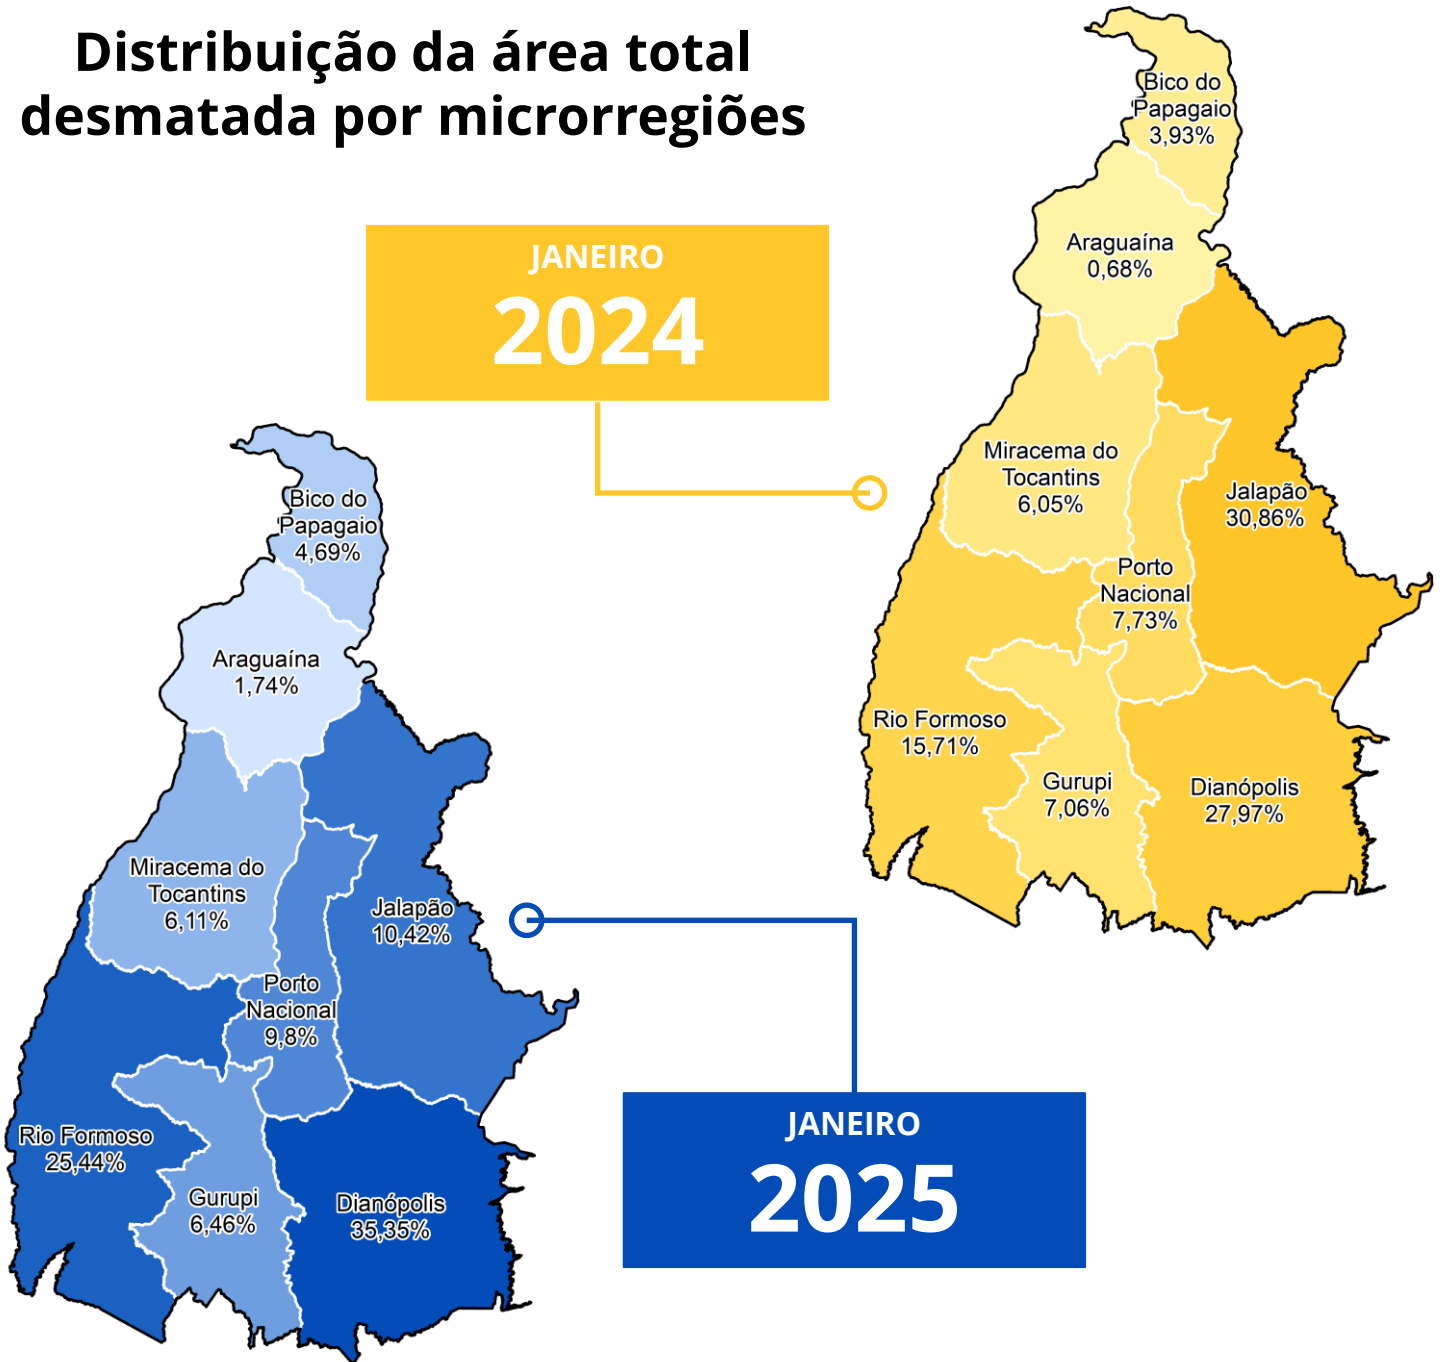 Distribuição da área total
desmatada por microrregiões
JANEIRO
2024
Bico do
Papagaio
3,93%
Araguaína
0,68%
Miracema do
Tocantins
6,05%
Jalapão
30,86%
Porto
Nacional
7,73%
Rio Formoso
15,71%
Gurupi
7,06%
Dianópolis
27,97%
Bico do
Papagaio
4,69%
Araguaína
1,74%
Miracema do
Tocantins
6,11%
Jalapão
10,42%
Porto
Nacional
9,8%
Rio Formoso
25,44%
Gurupi
6,46%
Dianópolis
35,35%
JANEIRO
2025